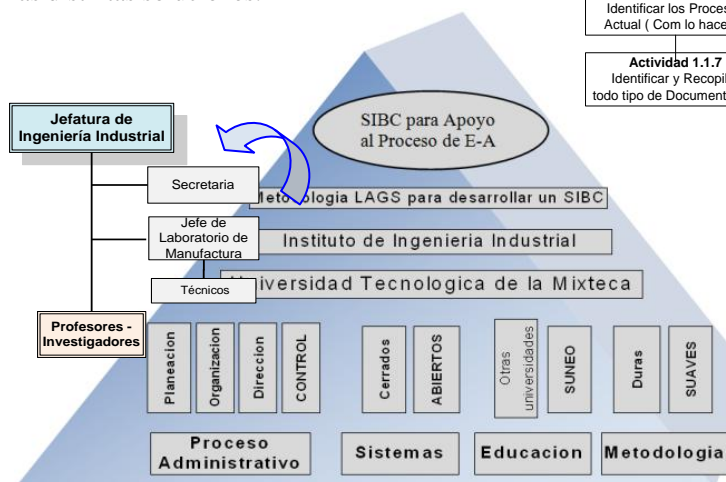 Identificar los Proces
Actual ( Com lo hace
Actividad 1.1.7
Identificar y Recopil
todo tipo de Document
SIBC para Apoyo
al Proceso de E-A
Jefatura de
Ingeniería Industrial
Secretaria
Metodologia LAGS para desarrollar un SIBC
Jefe de
Laboratorio de
Manufactura
Instituto de Ingenieria Industrial
Técnicos
Universidad Tecnologica de la Mixteca
Profesores -
Investigadores
Planeacion
Organizacion
Direccion
CONTROL
Cerrados
ABIERTOS
Otras
universidades
SUNEO
Duras
SUAVES
Proceso
Administrativo
Sistemas
Educacion
Metodologia